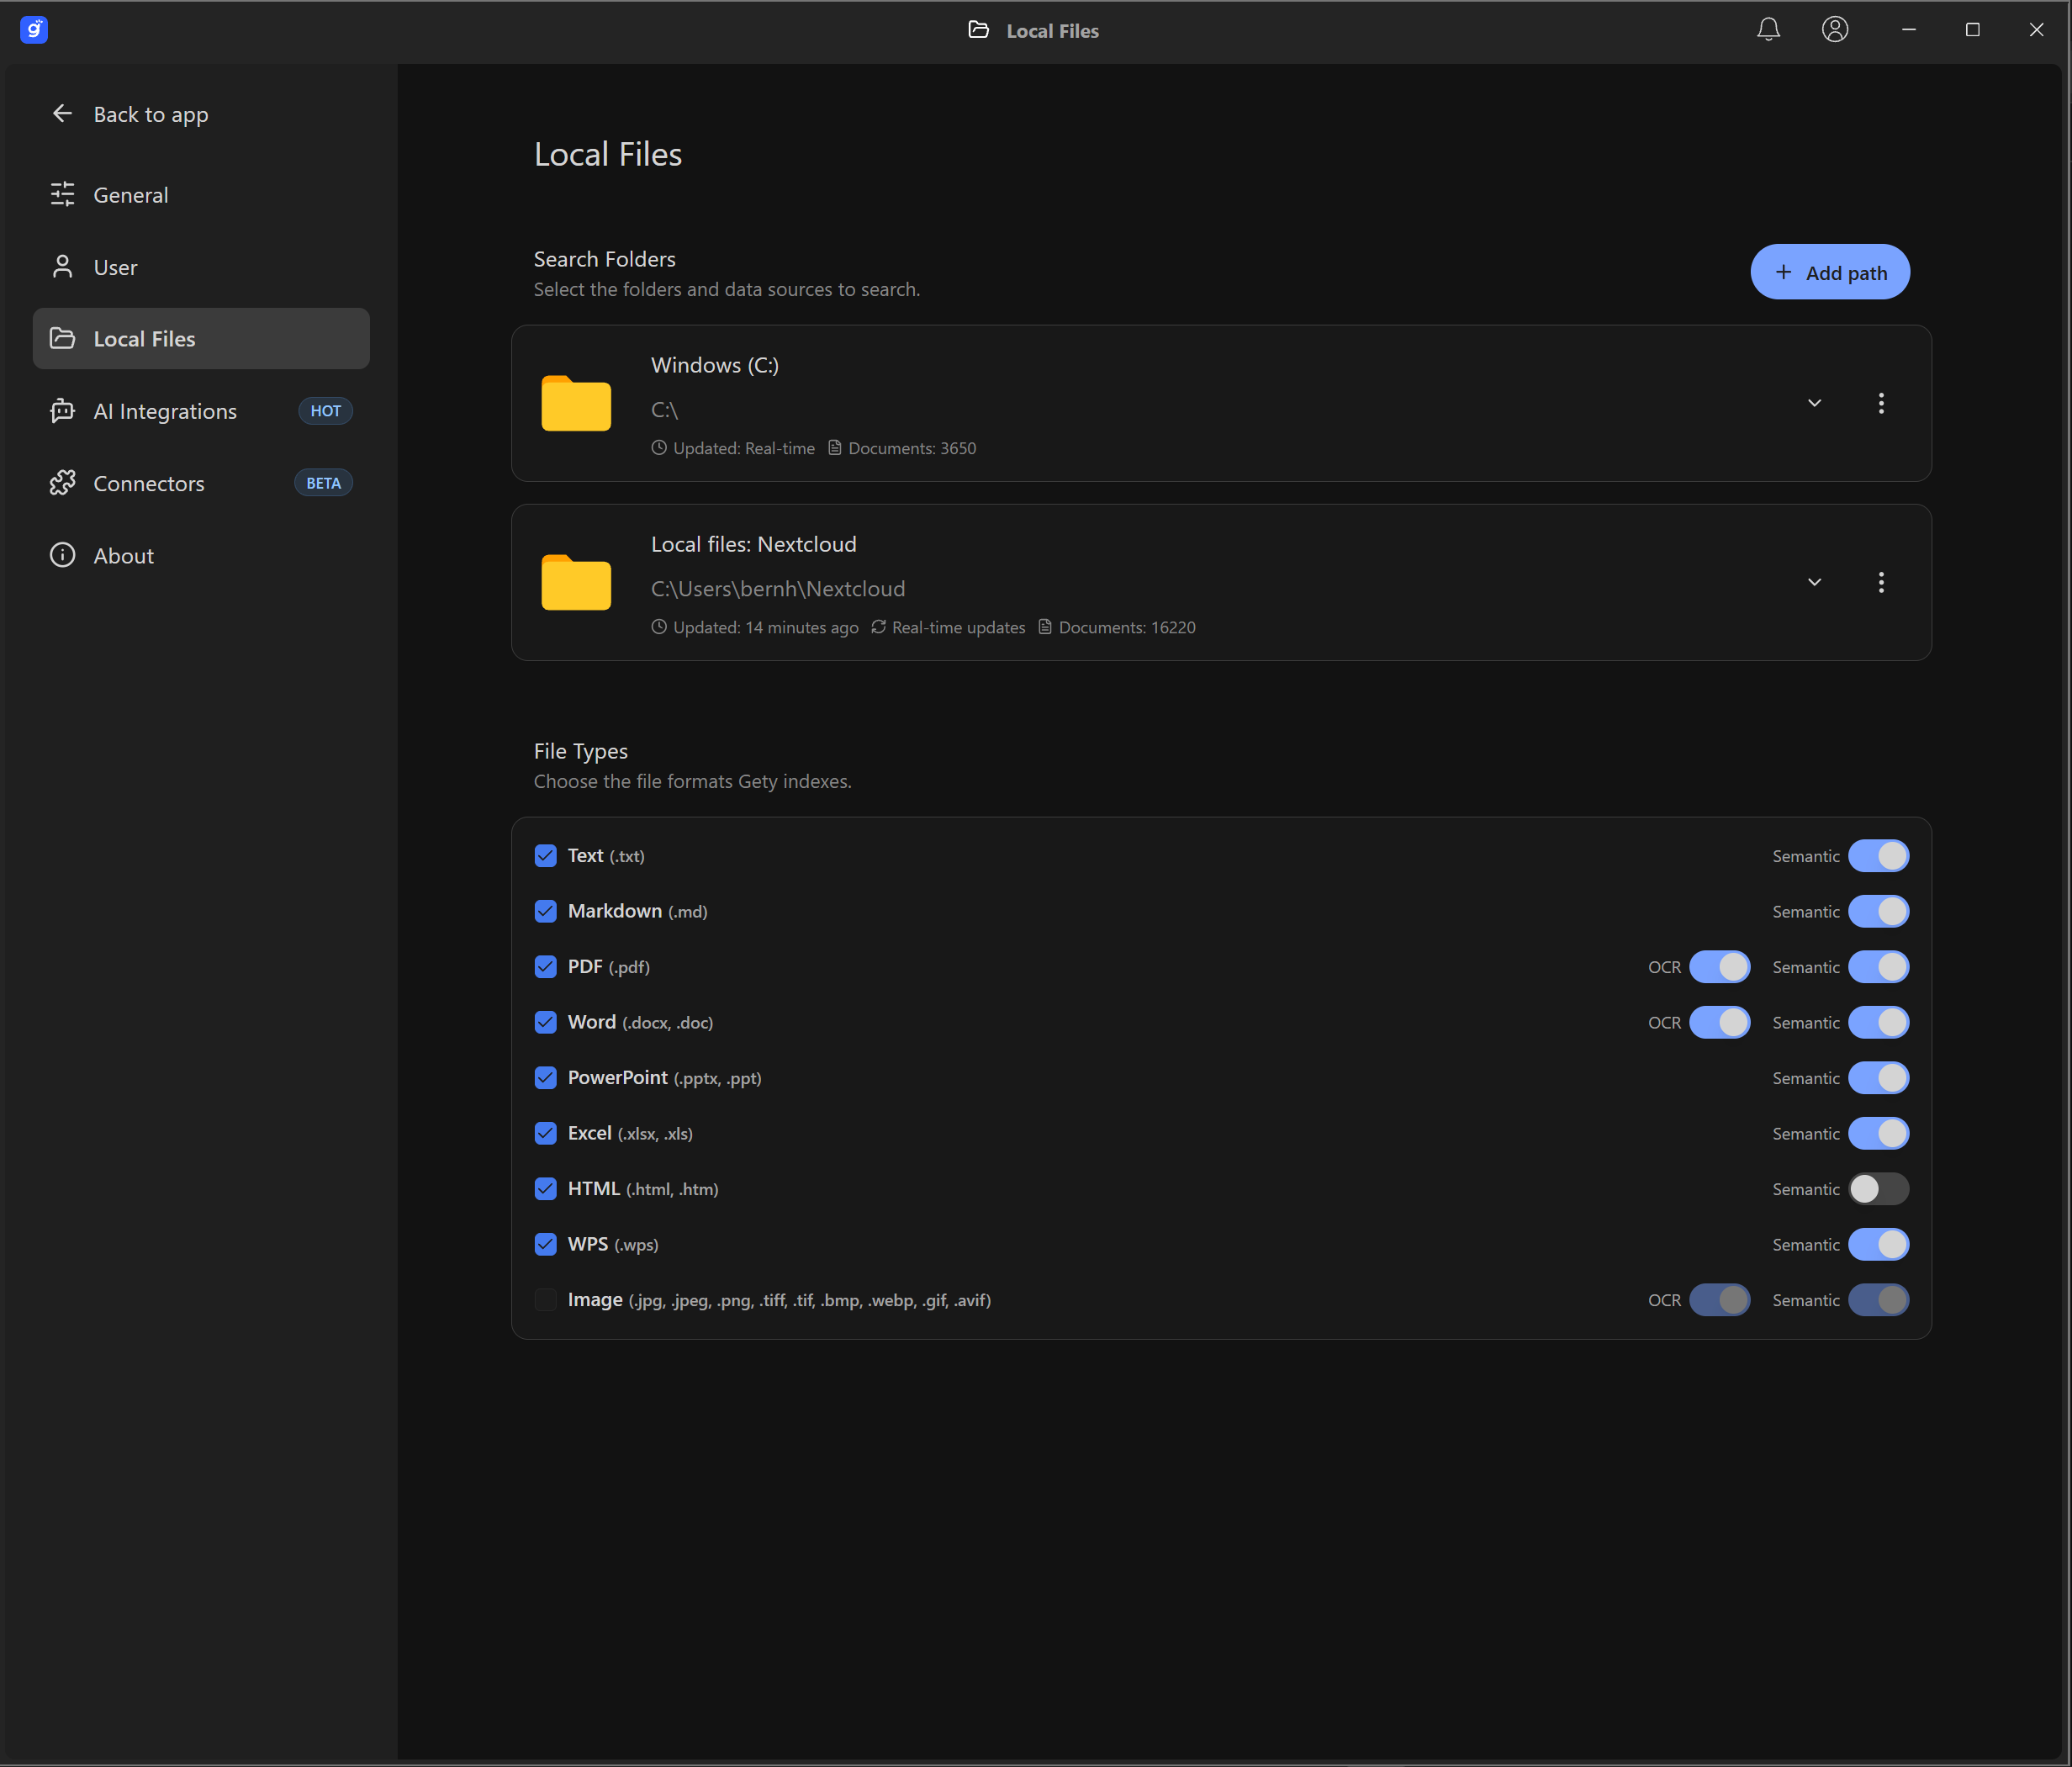 g
Local Files
Back to app
General
User
Local Files
AI Integrations HOT
Connectors BETA
About
Local Files
Search Folders
Select the folders and data sources to search.
+ Add path
Windows (C:)
C:\
Updated: Real-time Documents: 3650
Local files: Nextcloud
C:\Users\bernh\Nextcloud
Updated: 14 minutes ago Real-time updates Documents: 16220
File Types
Choose the file formats Gety indexes.
Text (.txt) Semantic
Markdown (.md) Semantic
PDF (.pdf) OCR Semantic
Word (.docx, .doc) OCR Semantic
PowerPoint (.pptx, .ppt) Semantic
Excel (.xlsx, .xls) Semantic
HTML (.html, .htm) Semantic
WPS (.wps) Semantic
Image (.jpg, .jpeg, .png, .tiff, .tif, .bmp, .webp, .gif, .avif) OCR Semantic